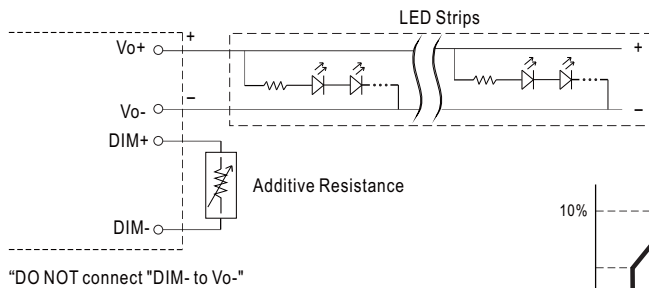 LED Strips
Vo+
+
+
Vo-
−
−
DIM+
Additive Resistance
DIM-
10%
“DO NOT connect "DIM- to Vo-"